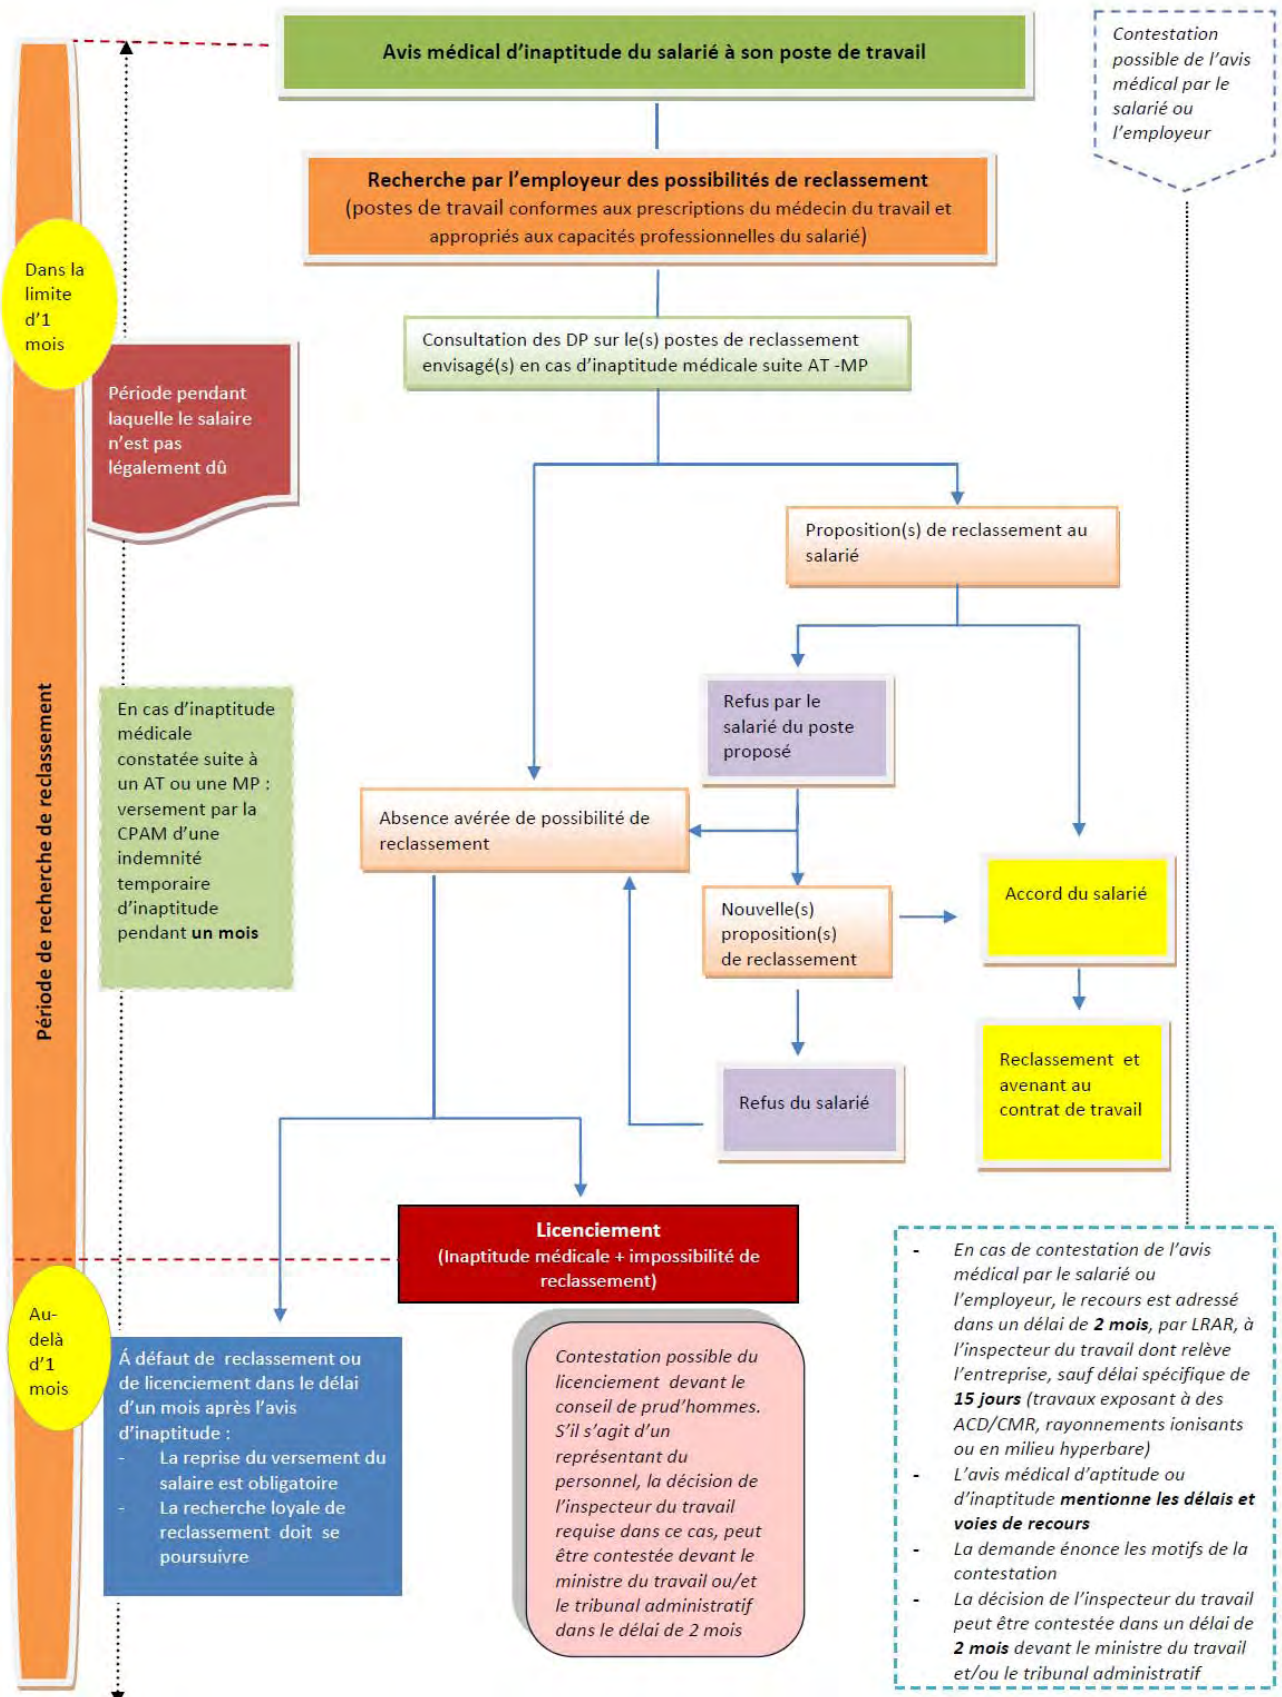 Avis médical d'inaptitude du salarié à son poste de travail
Contestation
possible de l'avis
médical par le
salarié ou
l'employeur
Recherche par l'employeur des possibilités de reclassement
(postes de travail conformes aux prescriptions du médecin du travail et
appropriés aux capacités professionnelles du salarié)
Dans la
limite
d'1
mois
Consultation des DP sur le(s) postes de reclassement
envisagé(s) en cas d'inaptitude médicale suite AT -MP
Période pendant
laquelle le salaire
n'est pas
légalement dû
Proposition(s) de reclassement au
salarié
Période de recherche de reclassement
En cas d'inaptitude
médicale
constatée suite à
un AT ou une MP :
versement par la
CPAM d'une
indemnité
temporaire
d'inaptitude
pendant un mois
Refus par le
salarié du poste
proposé
Absence avérée de possibilité de
reclassement
Nouvelle(s)
proposition(s)
de reclassement
Accord du salarié
Refus du salarié
Reclassement et
avenant au
contrat de travail
Licenciement
(Inaptitude médicale + impossibilité de
reclassement)
Au-
delà
d'1
mois
Á défaut de reclassement ou
de licenciement dans le délai
d'un mois après l'avis
d'inaptitude :
- La reprise du versement du
salaire est obligatoire
- La recherche loyale de
reclassement doit se
poursuivre
Contestation possible du
licenciement devant le
conseil de prud'hommes.
S'il s'agit d'un
représentant du
personnel, la décision de
l'inspecteur du travail
requise dans ce cas, peut
être contestée devant le
ministre du travail ou/et
le tribunal administratif
dans le délai de 2 mois
- En cas de contestation de l'avis
médical par le salarié ou
l'employeur, le recours est adressé
dans un délai de 2 mois, par LRAR, à
l'inspecteur du travail dont relève
l'entreprise, sauf délai spécifique de
15 jours (travaux exposant à des
ACD/CMR, rayonnements ionisants
ou en milieu hyperbare)
- L'avis médical d'aptitude ou
d'inaptitude mentionne les délais et
voies de recours
- La demande énonce les motifs de la
contestation
- La décision de l'inspecteur du travail
peut être contestée dans un délai de
2 mois devant le ministre du travail
et/ou le tribunal administratif